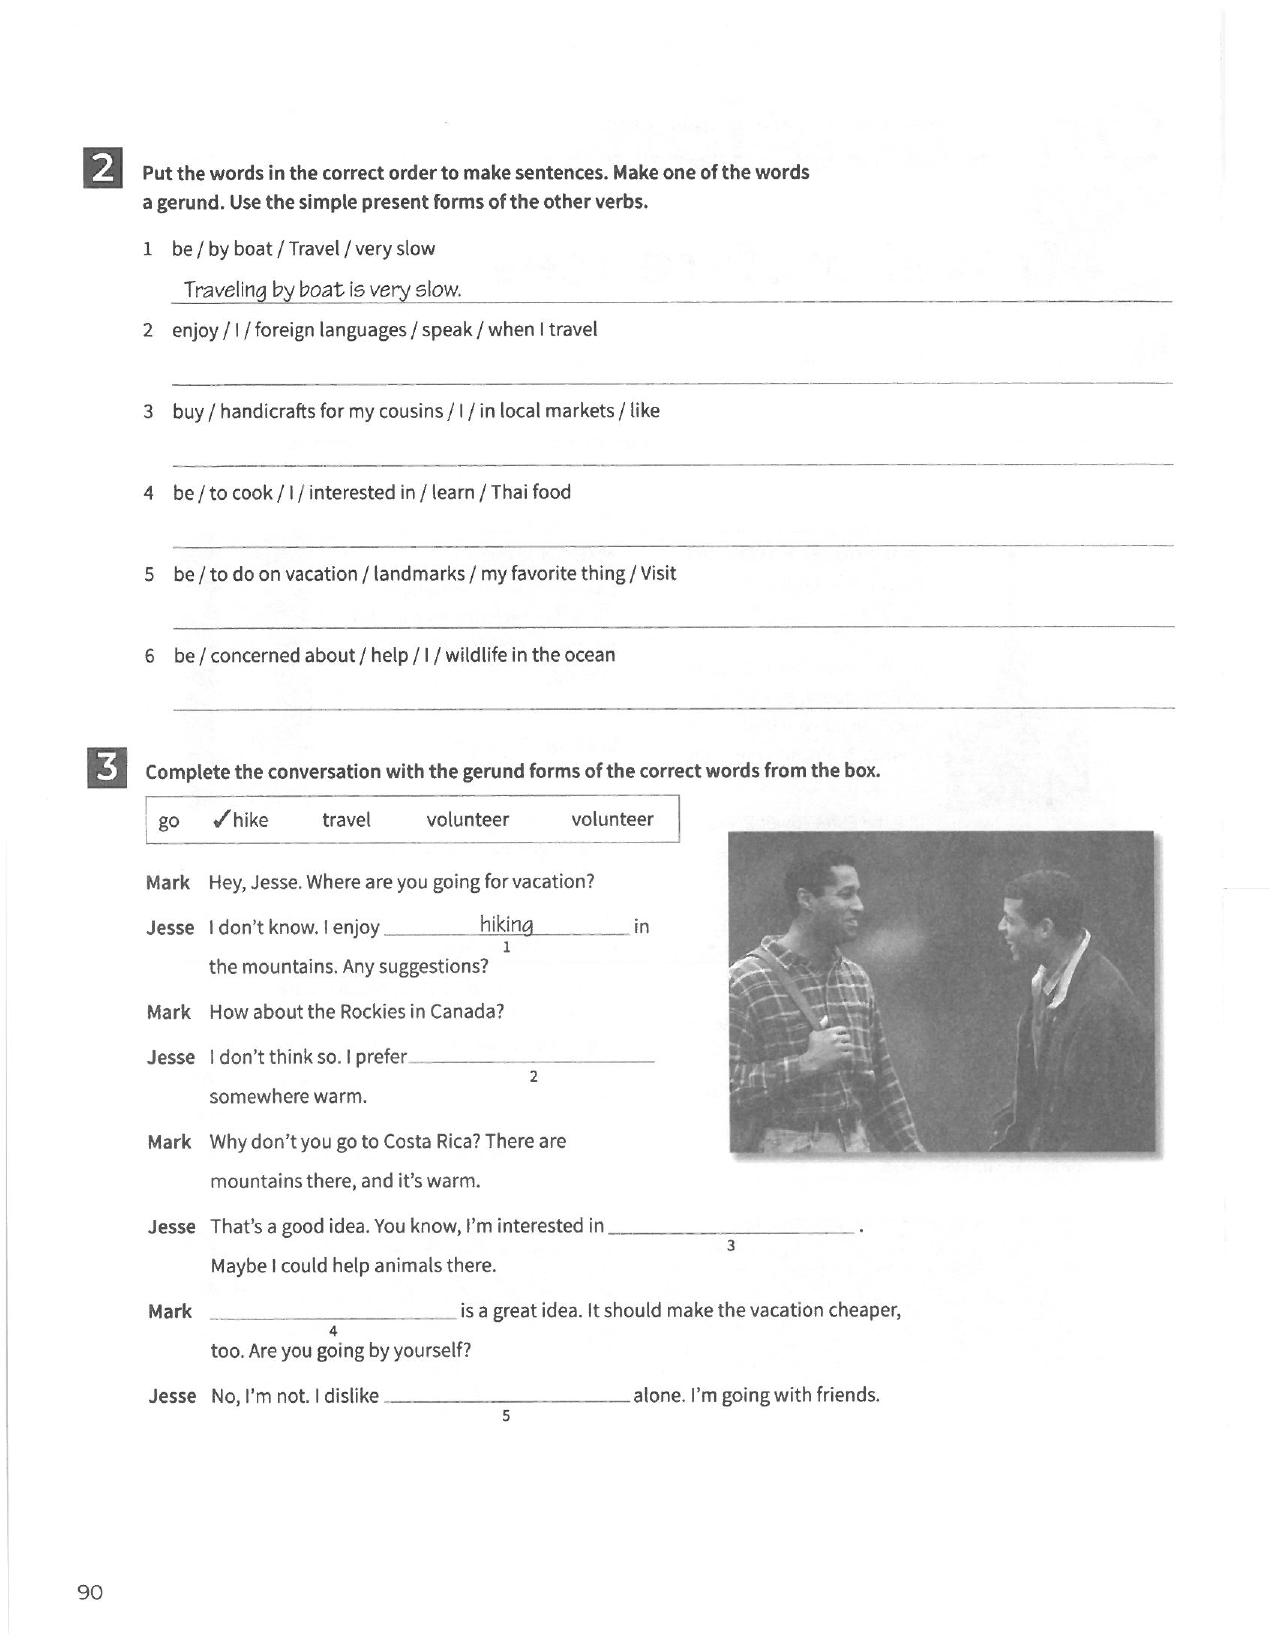 2
Put the words in the correct order to make sentences. Make one of the words
a gerund. Use the simple present forms of the other verbs.
1 be / by boat / Travel / very slow
Traveling by boat is very slow.
2 enjoy / I / foreign languages / speak / when I travel
3 buy / handicrafts for my cousins / I / in local markets / like
4 be / to cook / I / interested in / learn / Thai food
5 be / to do on vacation / landmarks / my favorite thing / Visit
6 be / concerned about / help / I / wildlife in the ocean
3
Complete the conversation with the gerund forms of the correct words from the box.
go ✓hike travel volunteer volunteer
Mark Hey, Jesse. Where are you going for vacation?
Jesse I don't know. I enjoy hiking in
1
the mountains. Any suggestions?
Mark How about the Rockies in Canada?
Jesse I don't think so. I prefer
2
somewhere warm.
Mark Why don't you go to Costa Rica? There are
mountains there, and it's warm.
Jesse That's a good idea. You know, I'm interested in .
3
Maybe I could help animals there.
Mark is a great idea. It should make the vacation cheaper,
4
too. Are you going by yourself?
Jesse No, I'm not. I dislike alone. I'm going with friends.
5
90